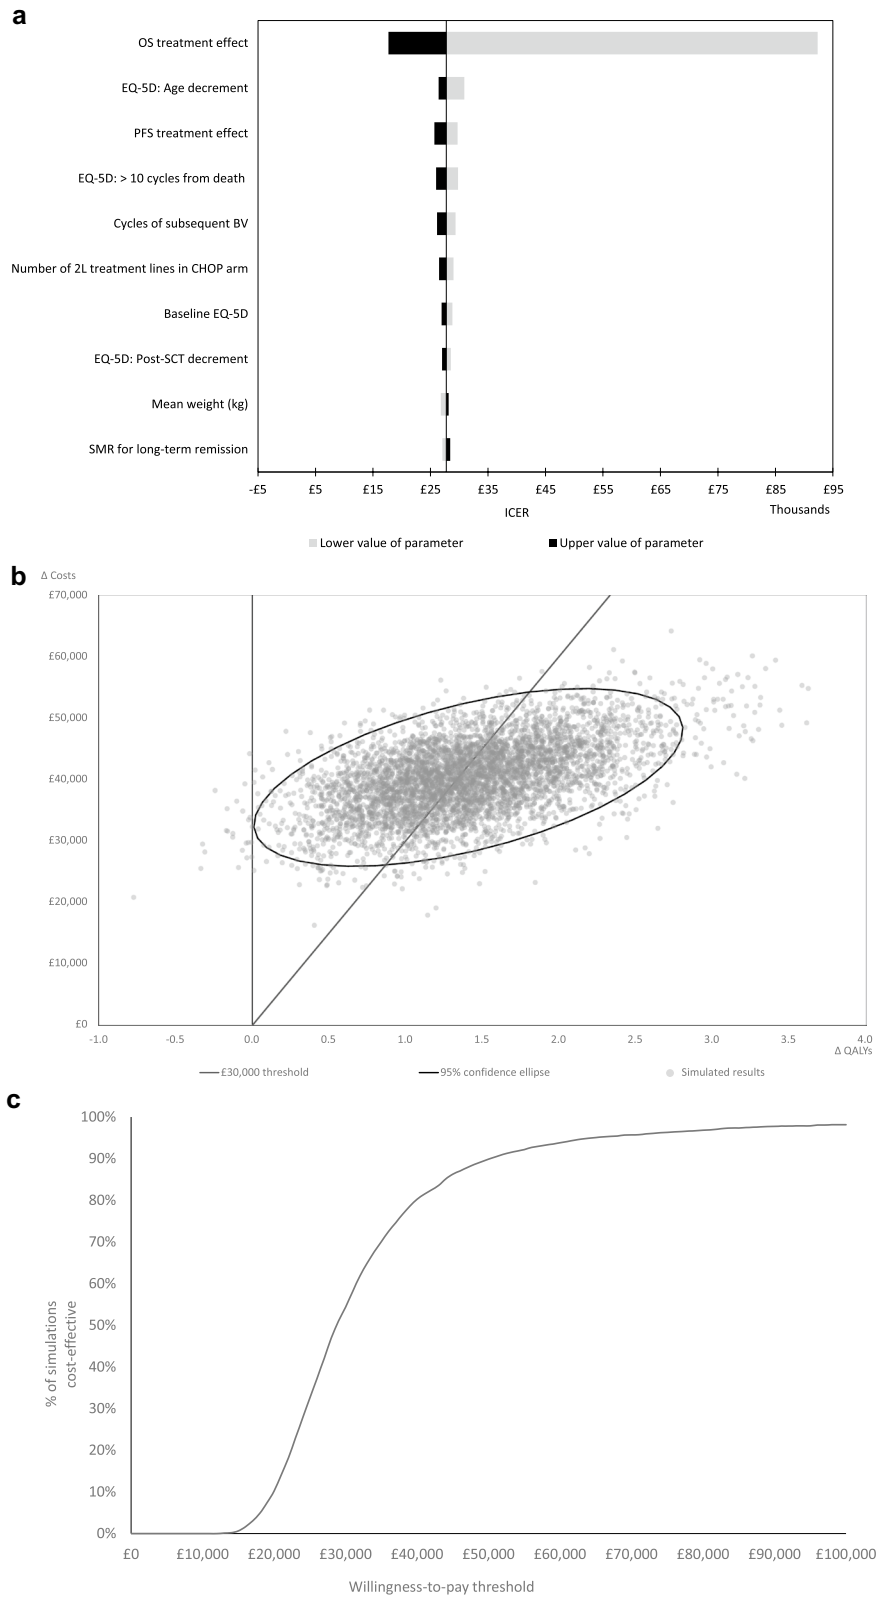 a
OS treatment effect
EQ-5D: Age decrement
PFS treatment effect
EQ-5D: > 10 cycles from death
Cycles of subsequent BV
Number of 2L treatment lines in CHOP arm
Baseline EQ-5D
EQ-5D: Post-SCT decrement
Mean weight (kg)
SMR for long-term remission
-£5 £5 £15 £25 £35 £45 £55 £65 £75 £85 £95
ICER
Thousands
Lower value of parameter Upper value of parameter
b
Δ Costs
£70,000
£60,000
£50,000
£40,000
£30,000
£20,000
£10,000
£0
-1.0 -0.5 0.0 0.5 1.0 1.5 2.0 2.5 3.0 3.5 4.0
Δ QALYs
£30,000 threshold 95% confidence ellipse Simulated results
c
100%
90%
80%
70%
60%
50%
40%
30%
20%
10%
0%
% of simulations
cost-effective
£0 £10,000 £20,000 £30,000 £40,000 £50,000 £60,000 £70,000 £80,000 £90,000 £100,000
Willingness-to-pay threshold